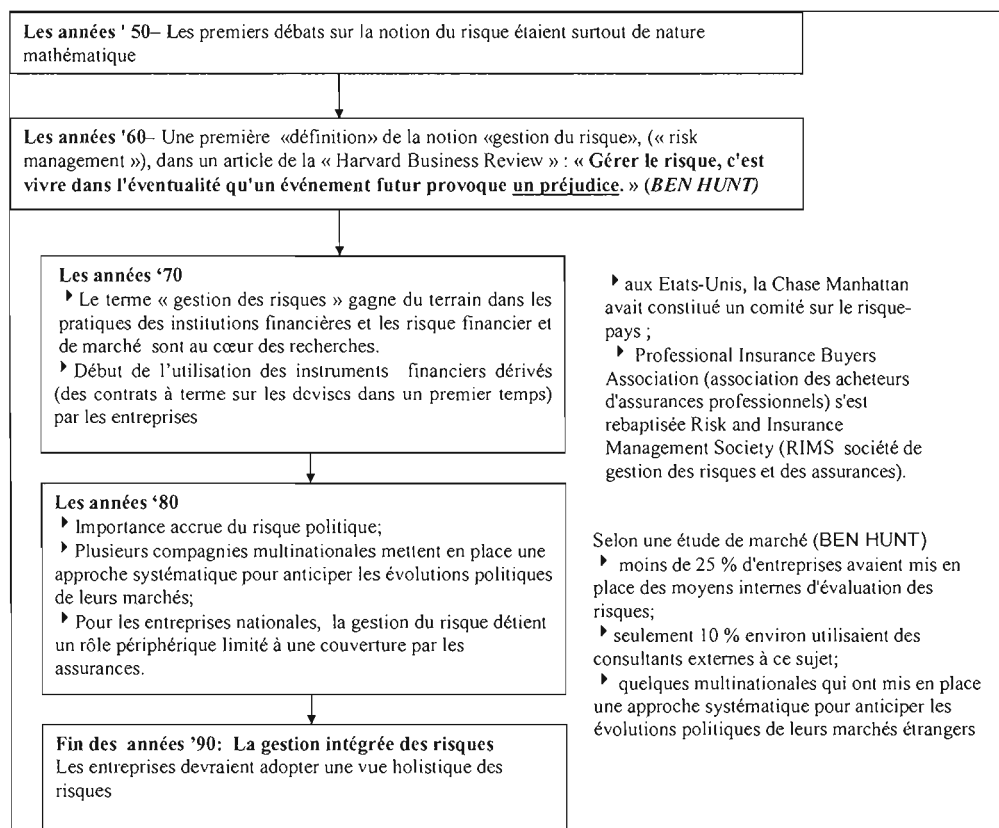 Les années ' 50– Les premiers débats sur la notion du risque étaient surtout de nature
mathématique
Les années '60– Une première «définition» de la notion «gestion du risque», (« risk
management »), dans un article de la « Harvard Business Review » : « Gérer le risque, c'est
vivre dans l'éventualité qu'un événement futur provoque un préjudice. » (BEN HUNT)
Les années ‘70
Le terme « gestion des risques » gagne du terrain dans les
pratiques des institutions financières et les risque financier et
de marché sont au cœur des recherches.
Début de l’utilisation des instruments financiers dérivés
(des contrats à terme sur les devises dans un premier temps)
par les entreprises
aux Etats-Unis, la Chase Manhattan
avait constitué un comité sur le risque-
pays ;
Professional Insurance Buyers
Association (association des acheteurs
d'assurances professionnels) s'est
rebaptisée Risk and Insurance
Management Society (RIMS société de
gestion des risques et des assurances).
Les années ‘80
Importance accrue du risque politique;
Plusieurs compagnies multinationales mettent en place une
approche systématique pour anticiper les évolutions politiques
de leurs marchés;
Pour les entreprises nationales, la gestion du risque détient
un rôle périphérique limité à une couverture par les
assurances.
Selon une étude de marché (BEN HUNT)
moins de 25 % d'entreprises avaient mis en
place des moyens internes d'évaluation des
risques;
seulement 10 % environ utilisaient des
consultants externes à ce sujet;
quelques multinationales qui ont mis en place
une approche systématique pour anticiper les
évolutions politiques de leurs marchés étrangers
Fin des années '90: La gestion intégrée des risques
Les entreprises devraient adopter une vue holistique des
risques